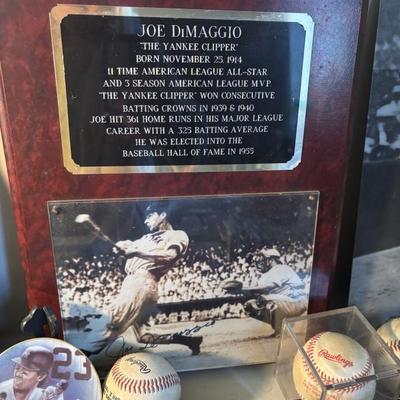 JOE DiMAGGIO
"THE YANKEE CLIPPER"
BORN NOVEMBER 25, 1914
11 TIME AMERICAN LEAGUE ALL-STAR
AND 3 SEASON AMERICAN LEAGUE MVP
"THE YANKEE CLIPPER" WON CONSECUTIVE
BATTING CROWNS IN 1939 & 1940
JOE HIT 361 HOME RUNS IN HIS MAJOR LEAGUE
CAREER WITH A 325 BATTING AVERAGE
HE WAS ELECTED INTO THE
BASEBALL HALL OF FAME IN 1955
23
Rawlings
Rawlings